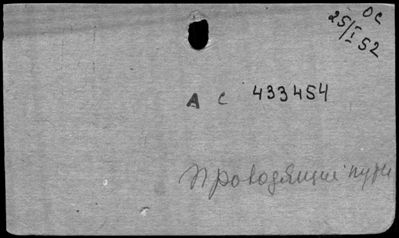 ОС
25/I 52
А С 433454
Проводящие пути